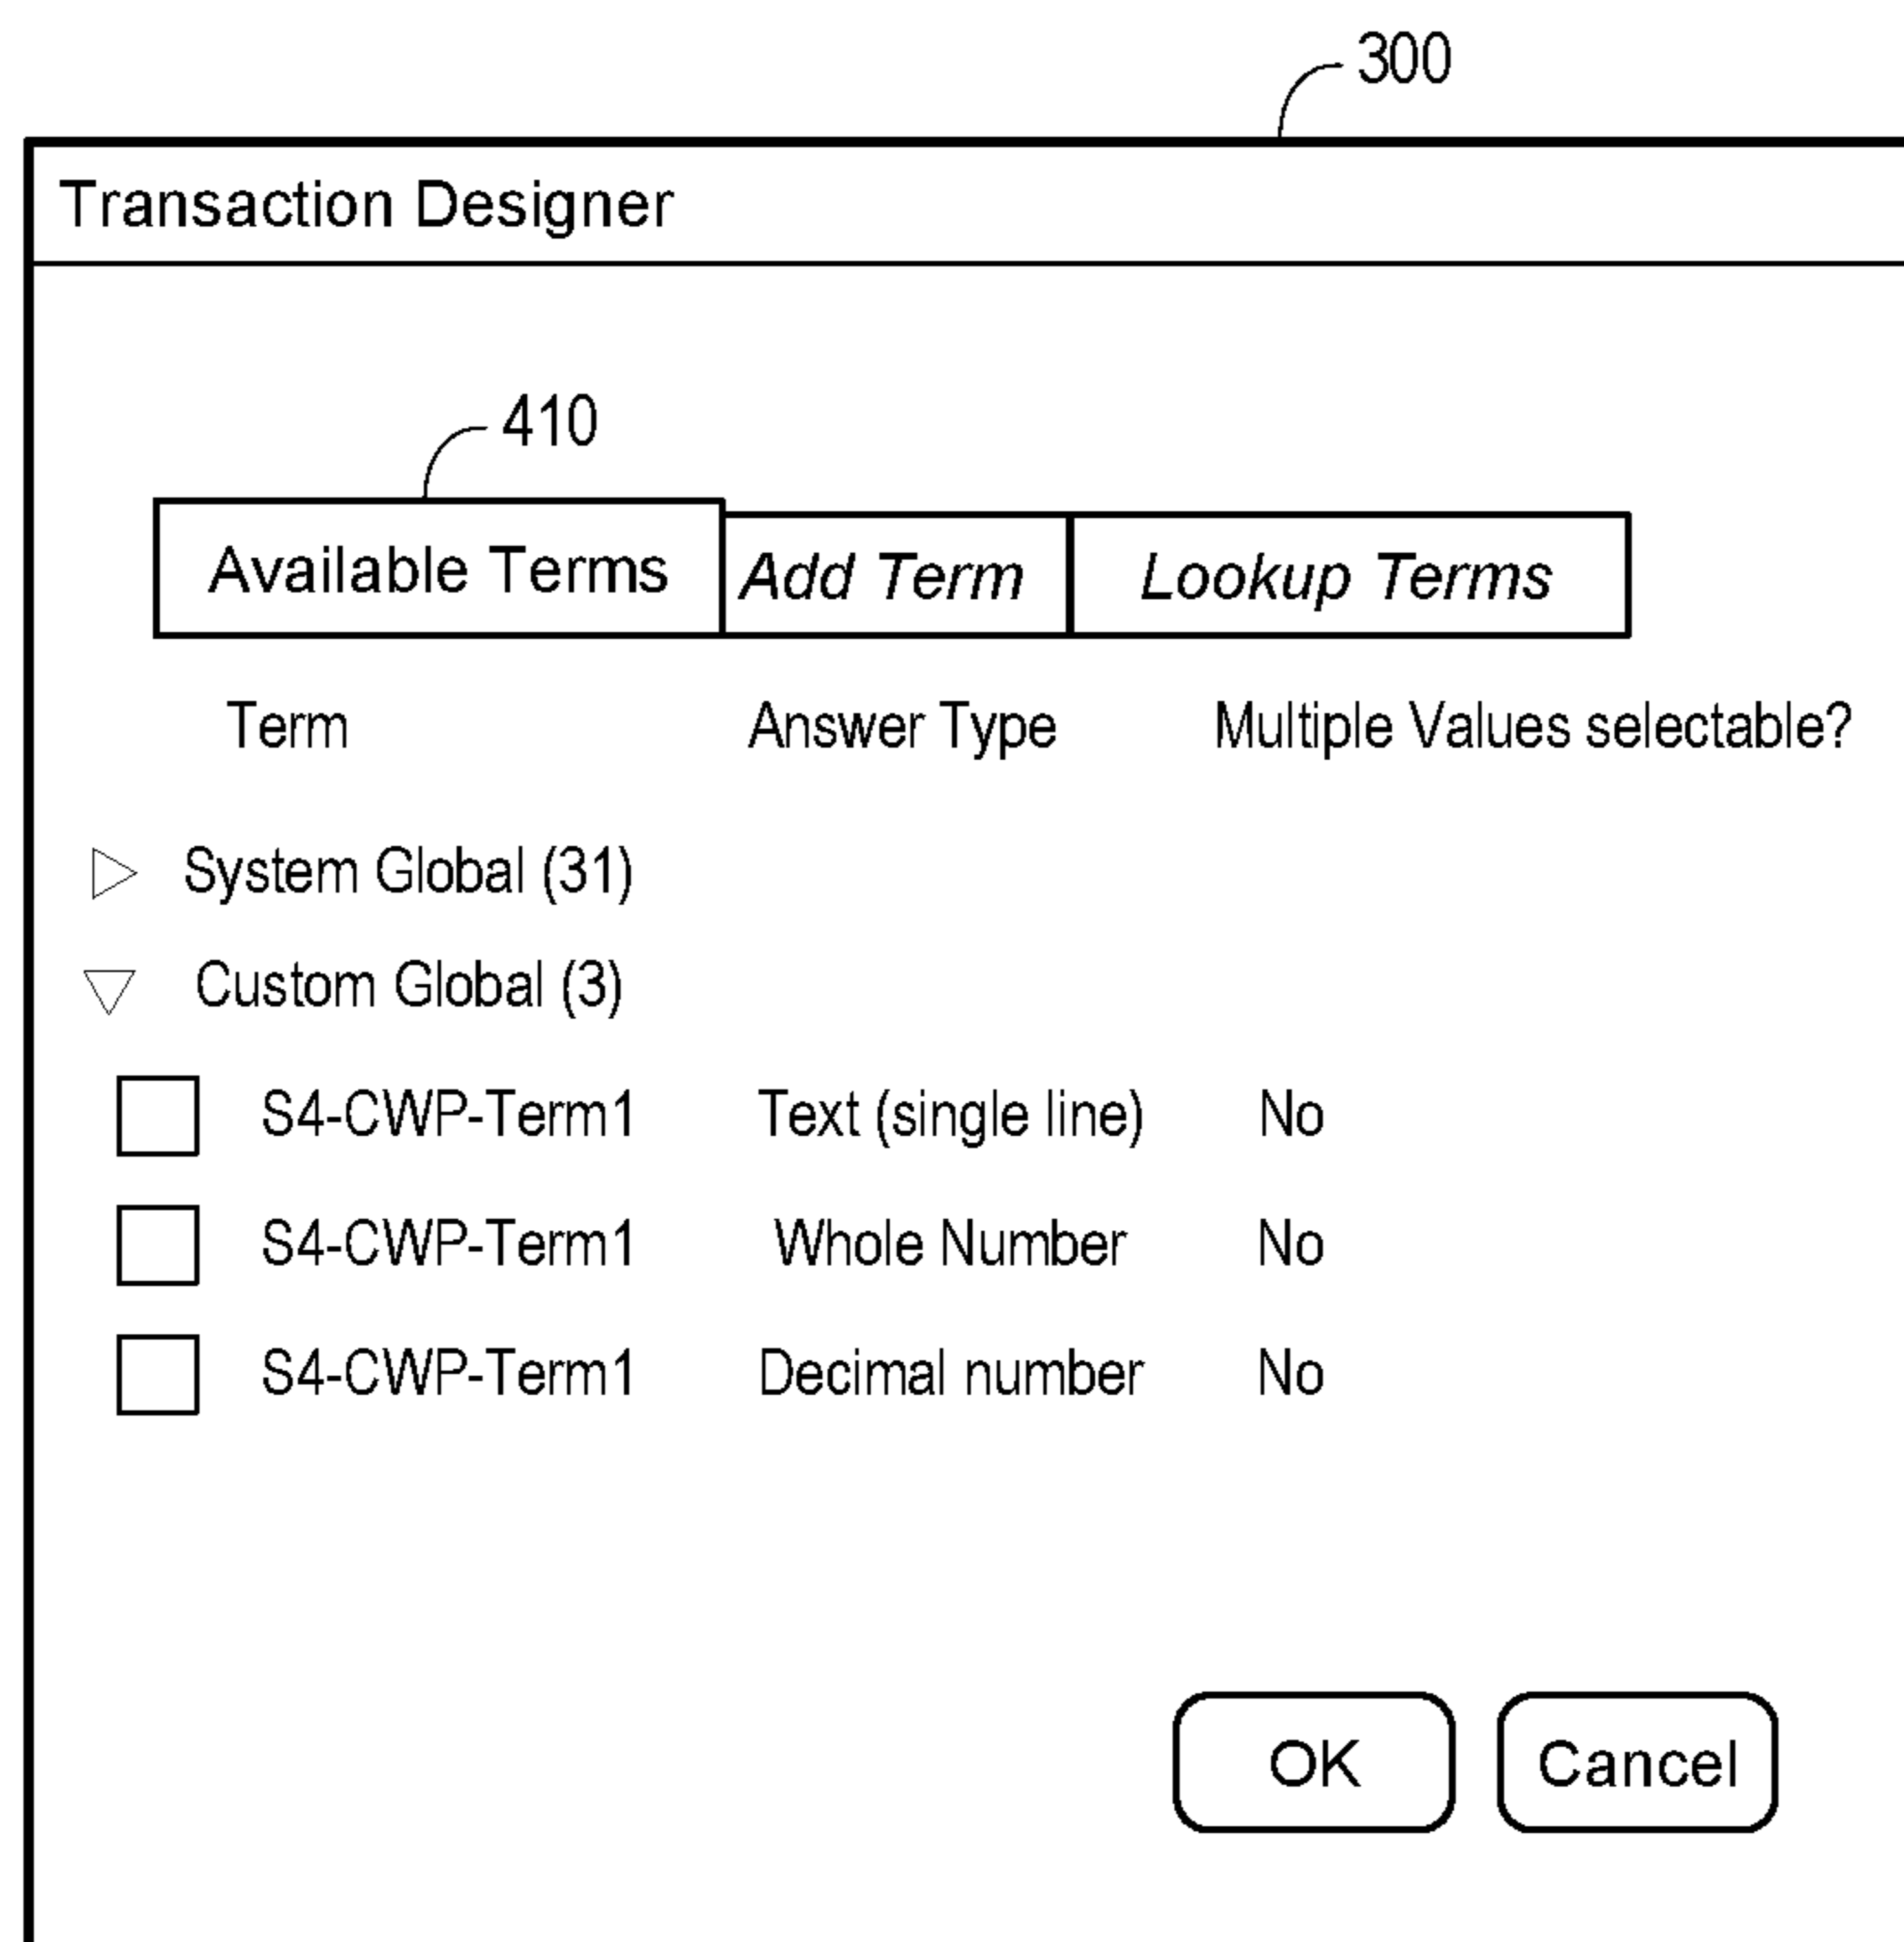 300
Transaction Designer
410
Available Terms Add Term Lookup Terms
Term Answer Type Multiple Values selectable?
System Global (31)
Custom Global (3)
S4-CWP-Term1 Text (single line) No
S4-CWP-Term1 Whole Number No
S4-CWP-Term1 Decimal number No
OK Cancel